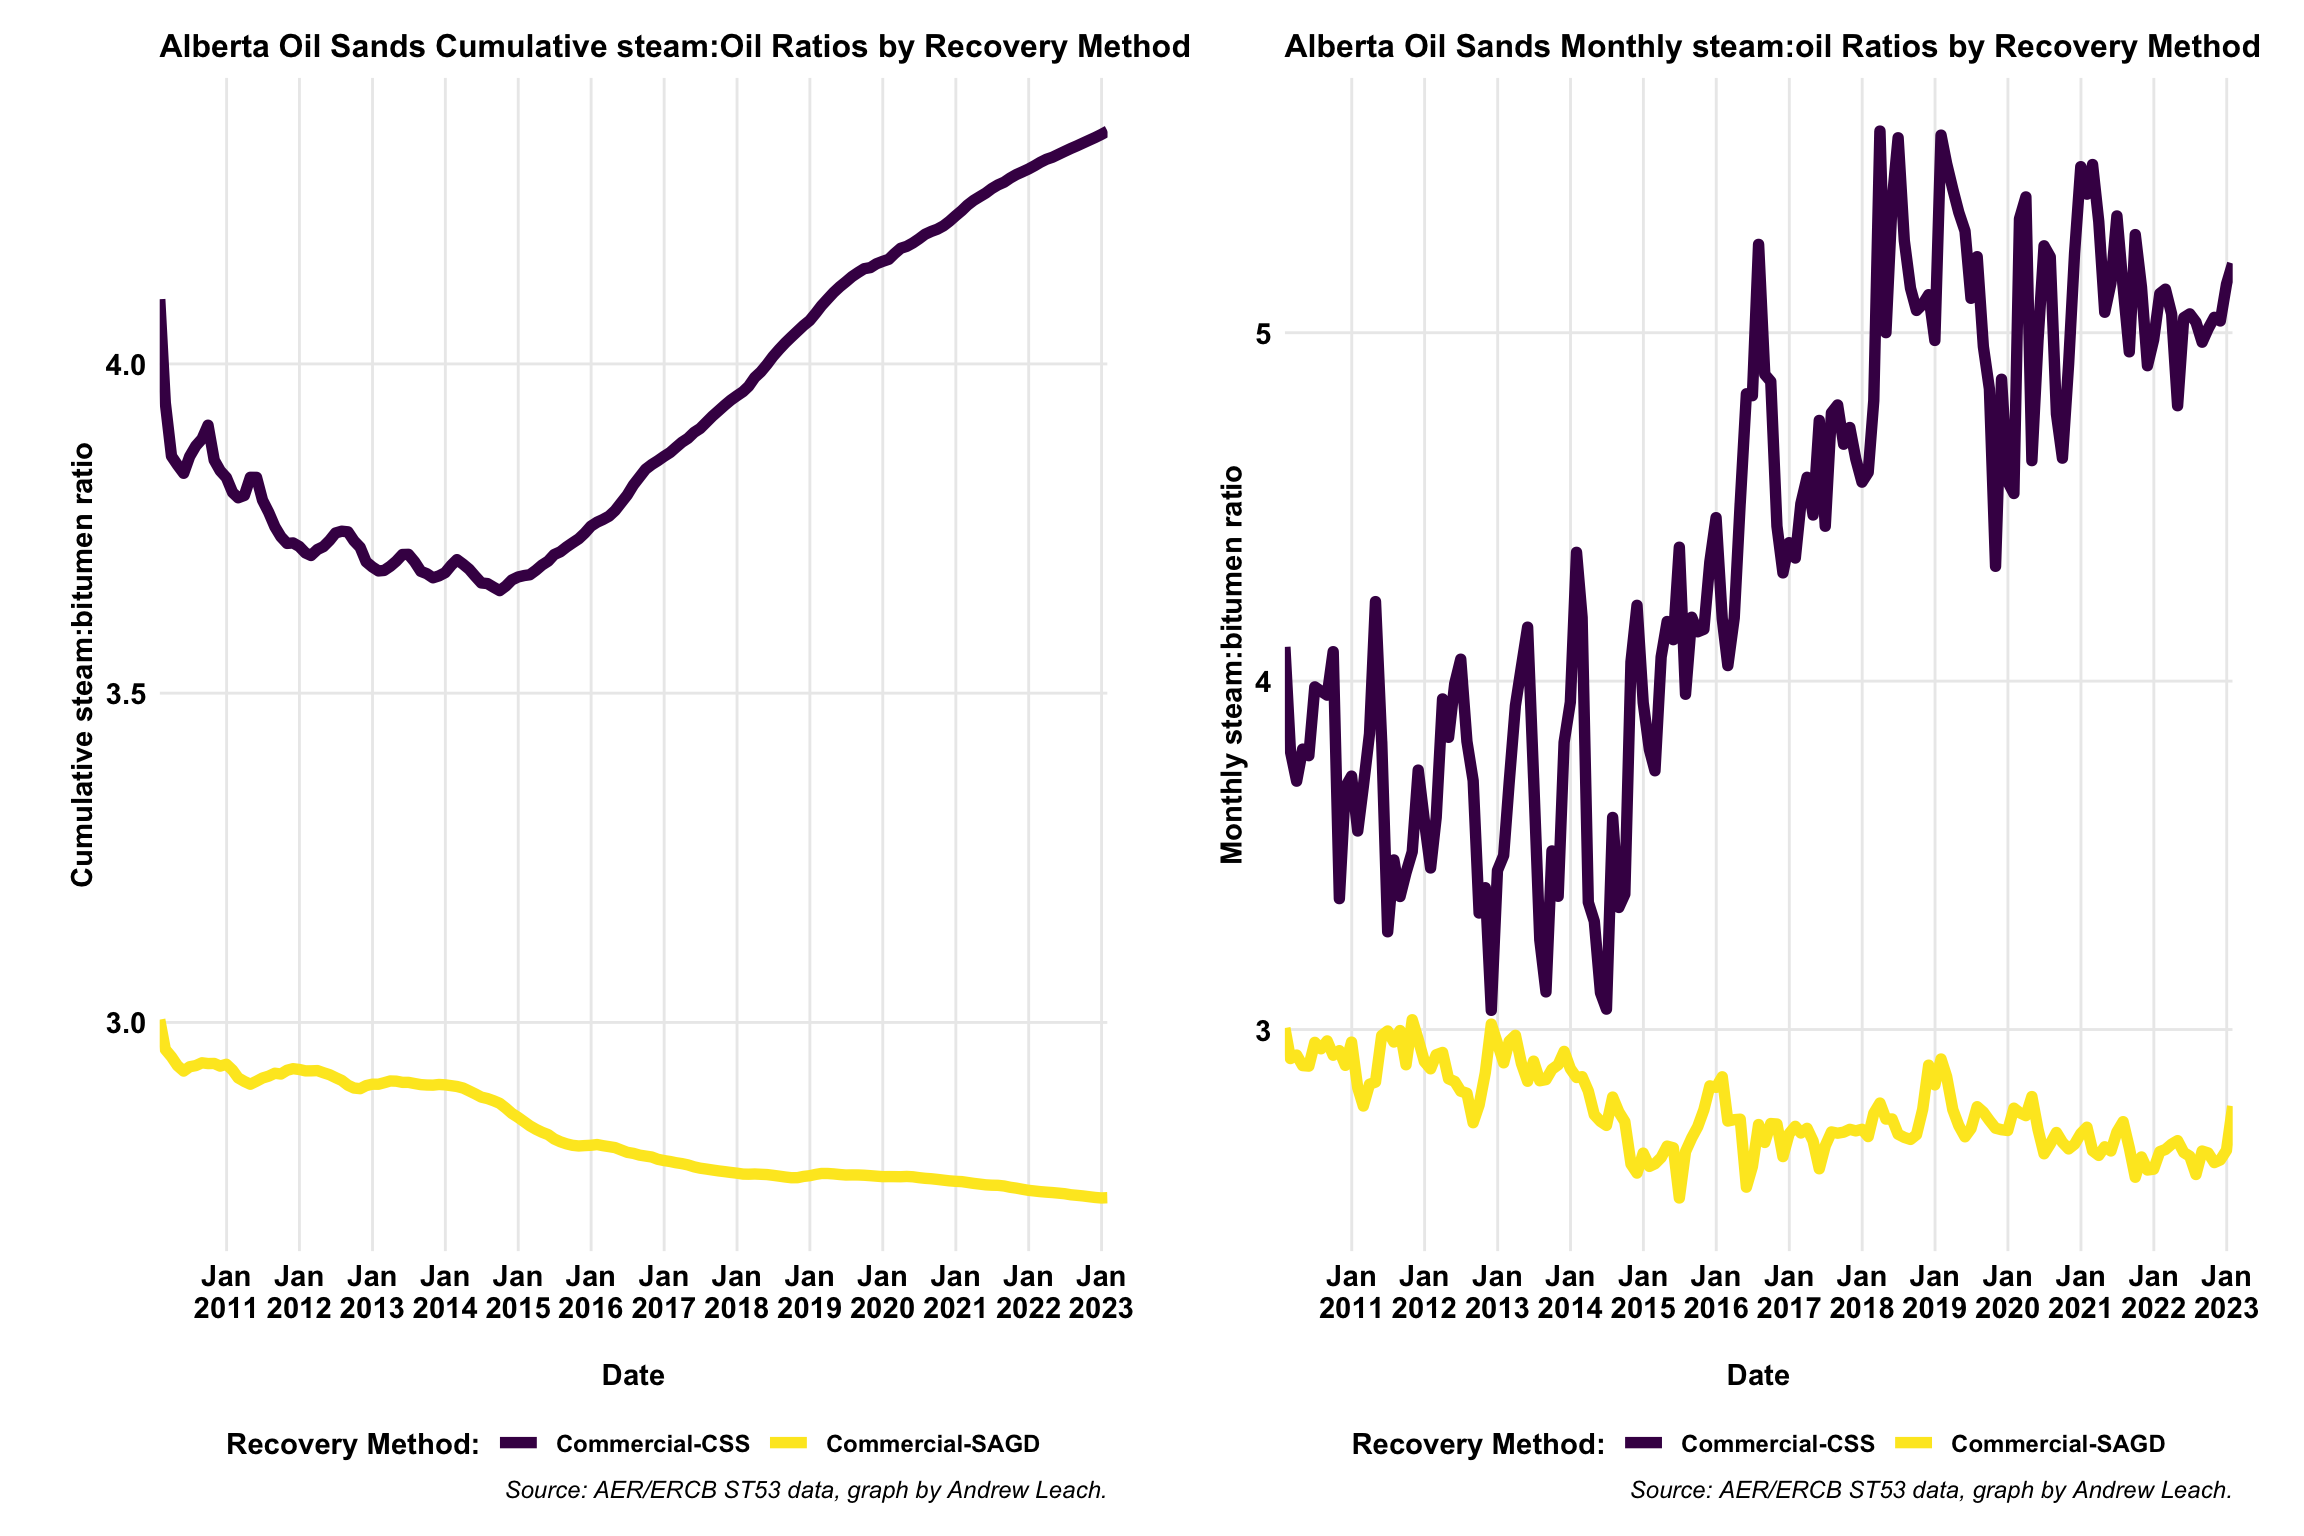 Alberta Oil Sands Cumulative steam:Oil Ratios by Recovery Method
Cumulative steam:bitumen ratio
4.0
3.5
3.0
Jan Jan Jan Jan Jan Jan Jan Jan Jan Jan Jan Jan Jan
2011 2012 2013 2014 2015 2016 2017 2018 2019 2020 2021 2022 2023
Date
Recovery Method: Commercial-CSS Commercial-SAGD
Source: AER/ERCB ST53 data, graph by Andrew Leach.
Alberta Oil Sands Monthly steam:oil Ratios by Recovery Method
Monthly steam:bitumen ratio
5
4
3
Jan Jan Jan Jan Jan Jan Jan Jan Jan Jan Jan Jan Jan
2011 2012 2013 2014 2015 2016 2017 2018 2019 2020 2021 2022 2023
Date
Recovery Method: Commercial-CSS Commercial-SAGD
Source: AER/ERCB ST53 data, graph by Andrew Leach.